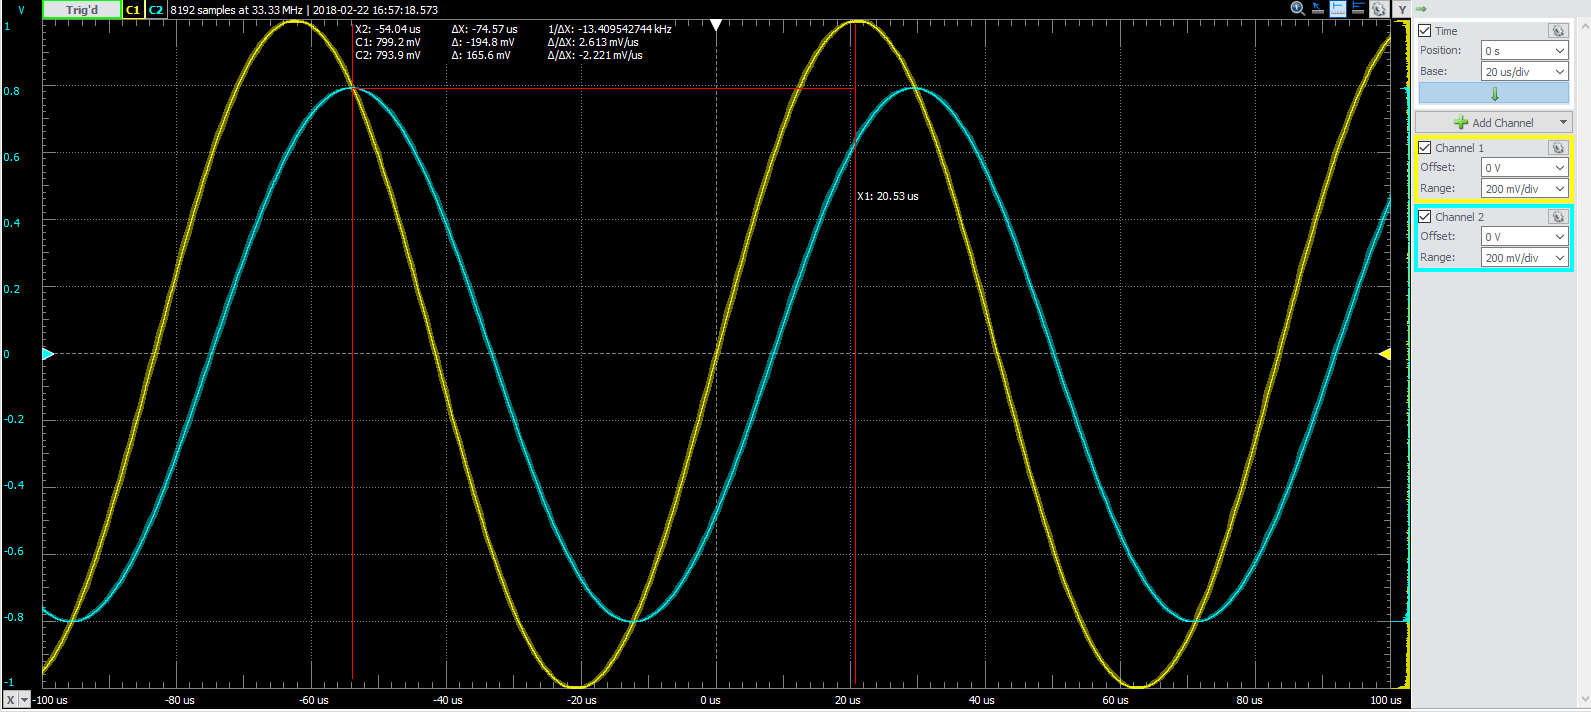 V Trig'd C1 C2 8192 samples at 33.33 MHz | 2018-02-22 16:57:18.573 Y
X2: -54.04 us ΔX: -74.57 us 1/ΔX: -13.409542744 kHz
C1: 799.2 mV Δ: -194.8 mV Δ/ΔX: 2.613 mV/us
C2: 793.9 mV Δ: 165.6 mV Δ/ΔX: -2.221 mV/us
X1: 20.53 us
1
0.8
0.6
0.4
0.2
0
-0.2
-0.4
-0.6
-0.8
-1
X -100 us -80 us -60 us -40 us -20 us 0 us 20 us 40 us 60 us 80 us 100 us
Time
Position: 0 s
Base: 20 us/div
Add Channel
Channel 1
Offset: 0 V
Range: 200 mV/div
Channel 2
Offset: 0 V
Range: 200 mV/div